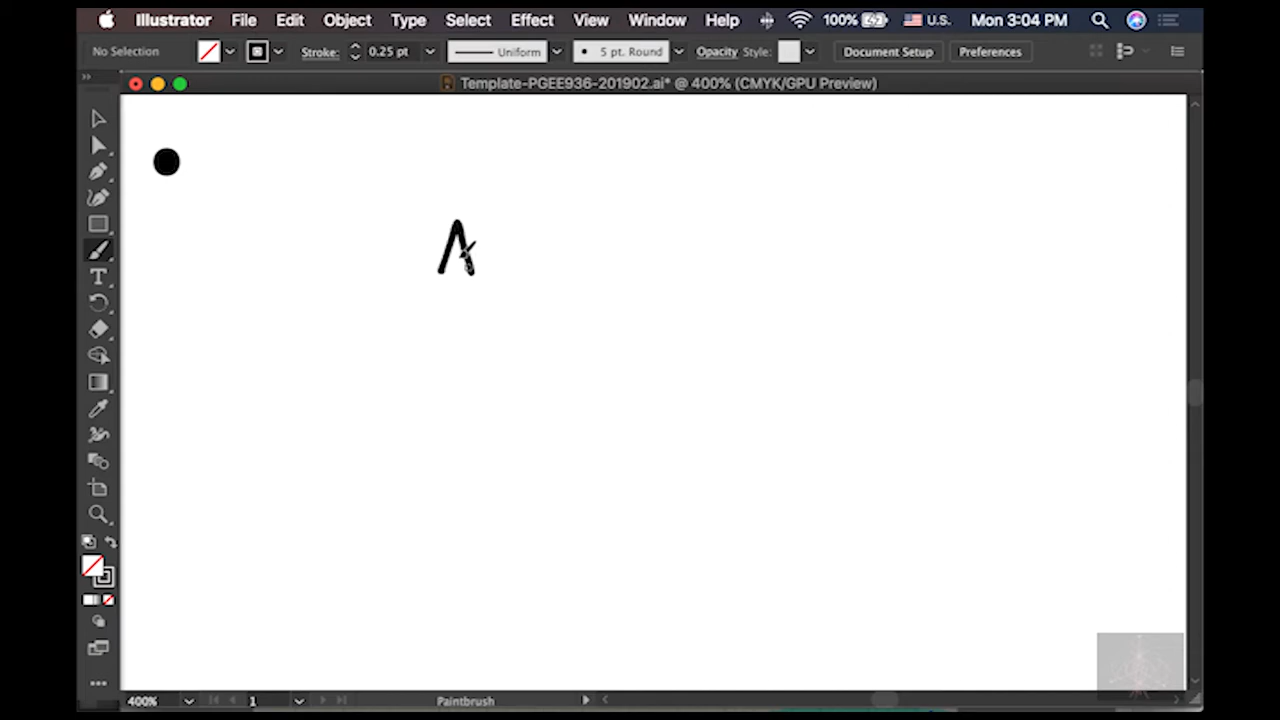 Illustrator File Edit Object Type Select Effect View Window Help 100% U.S. Mon 3:04 PM
No Selection Stroke: 0.25 pt Uniform 5 pt. Round Opacity Style: Document Setup Preferences
Template-PGEE936-201902.ai* @ 400% (CMYK/GPU Preview)
400% 1 Paintbrush